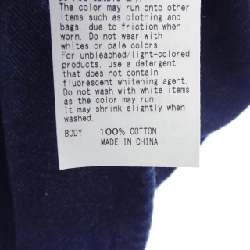 The color may run onto other
items such as clothing and
bags due to friction when
worn. Do not wear with
whites or pale colors.
For unbleached/light-colored
products, use a detergent
that does not contain
fluorescent whitening agent.
Do not wash with white items
as the color may run.
It may shrink slightly when
washed.
BODY 100% COTTON
MADE IN CHINA